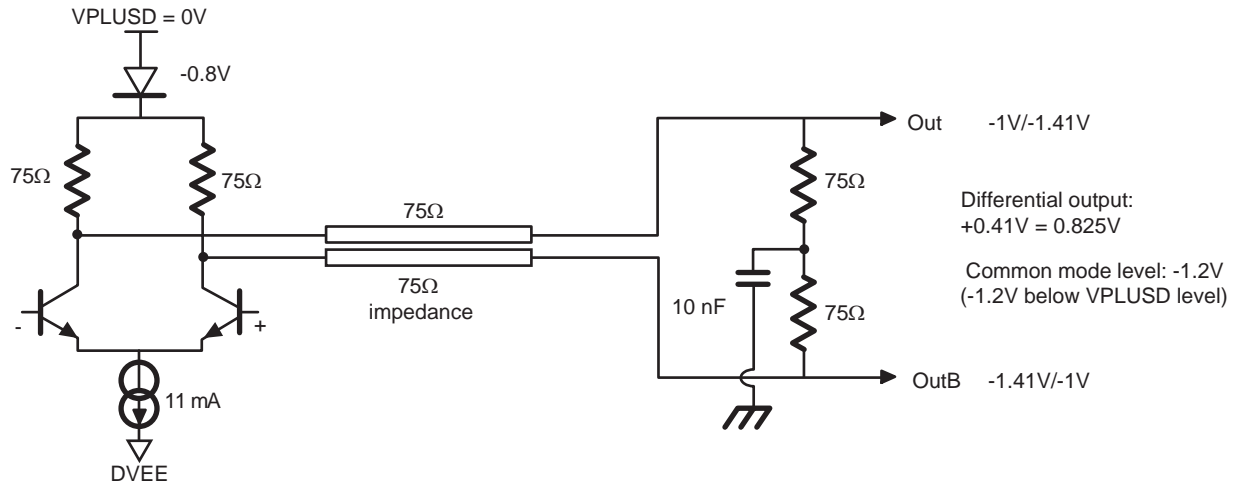 VPLUSD = 0V
-0.8V
75Ω
75Ω
75Ω
75Ω
impedance
-
+
11 mA
DVEE
10 nF
75Ω
75Ω
Out -1V/-1.41V
Differential output:
+0.41V = 0.825V
Common mode level: -1.2V
(-1.2V below VPLUSD level)
OutB -1.41V/-1V